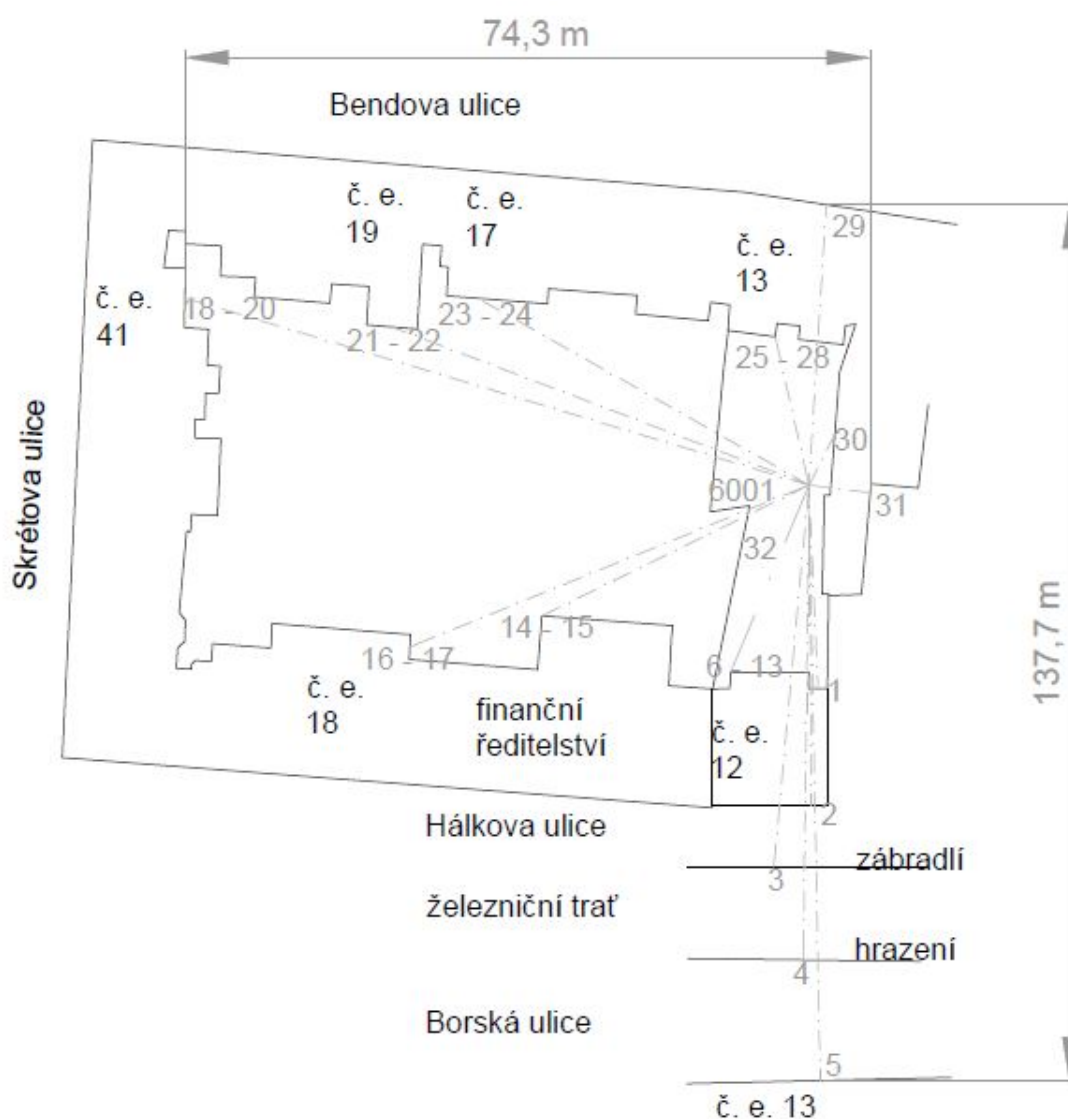 74,3 m
Bendova ulice
č. e.
19
č. e.
17
29
č. e.
13
č. e.
41
18 - 20
23 - 24
21 - 22
25 - 28
30
Skrétova ulice
6001
31
32
14 - 15
16 - 17
6 - 13
137,7 m
č. e.
18
finanční
ředitelství
1
č. e.
12
Hálkova ulice
2
zábradlí
3
železniční trať
hrazení
4
Borská ulice
5
č. e. 13